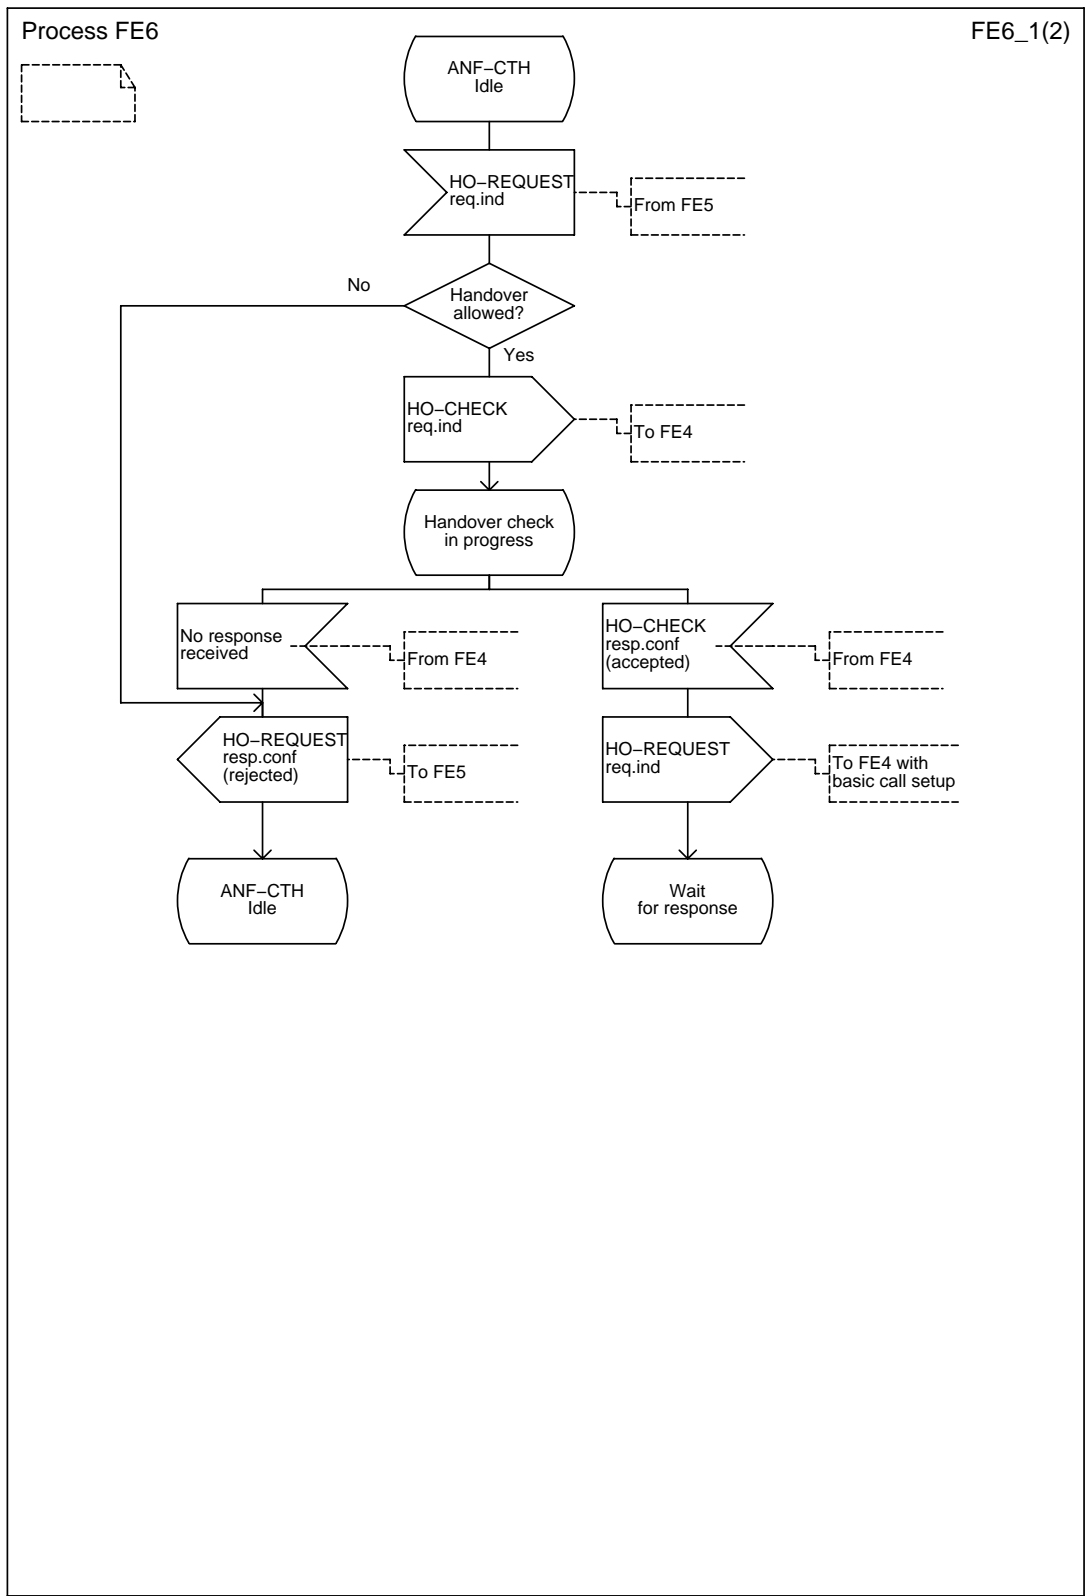 Process FE6
FE6_1(2)
ANF−CTH
Idle
HO−REQUEST
req.ind
From FE5
No
Handover
allowed?
Yes
HO−CHECK
req.ind
To FE4
Handover check
in progress
No response
received
From FE4
HO−CHECK
resp.conf
(accepted)
From FE4
HO−REQUEST
resp.conf
(rejected)
To FE5
HO−REQUEST
req.ind
To FE4 with
basic call setup
ANF−CTH
Idle
Wait
for response